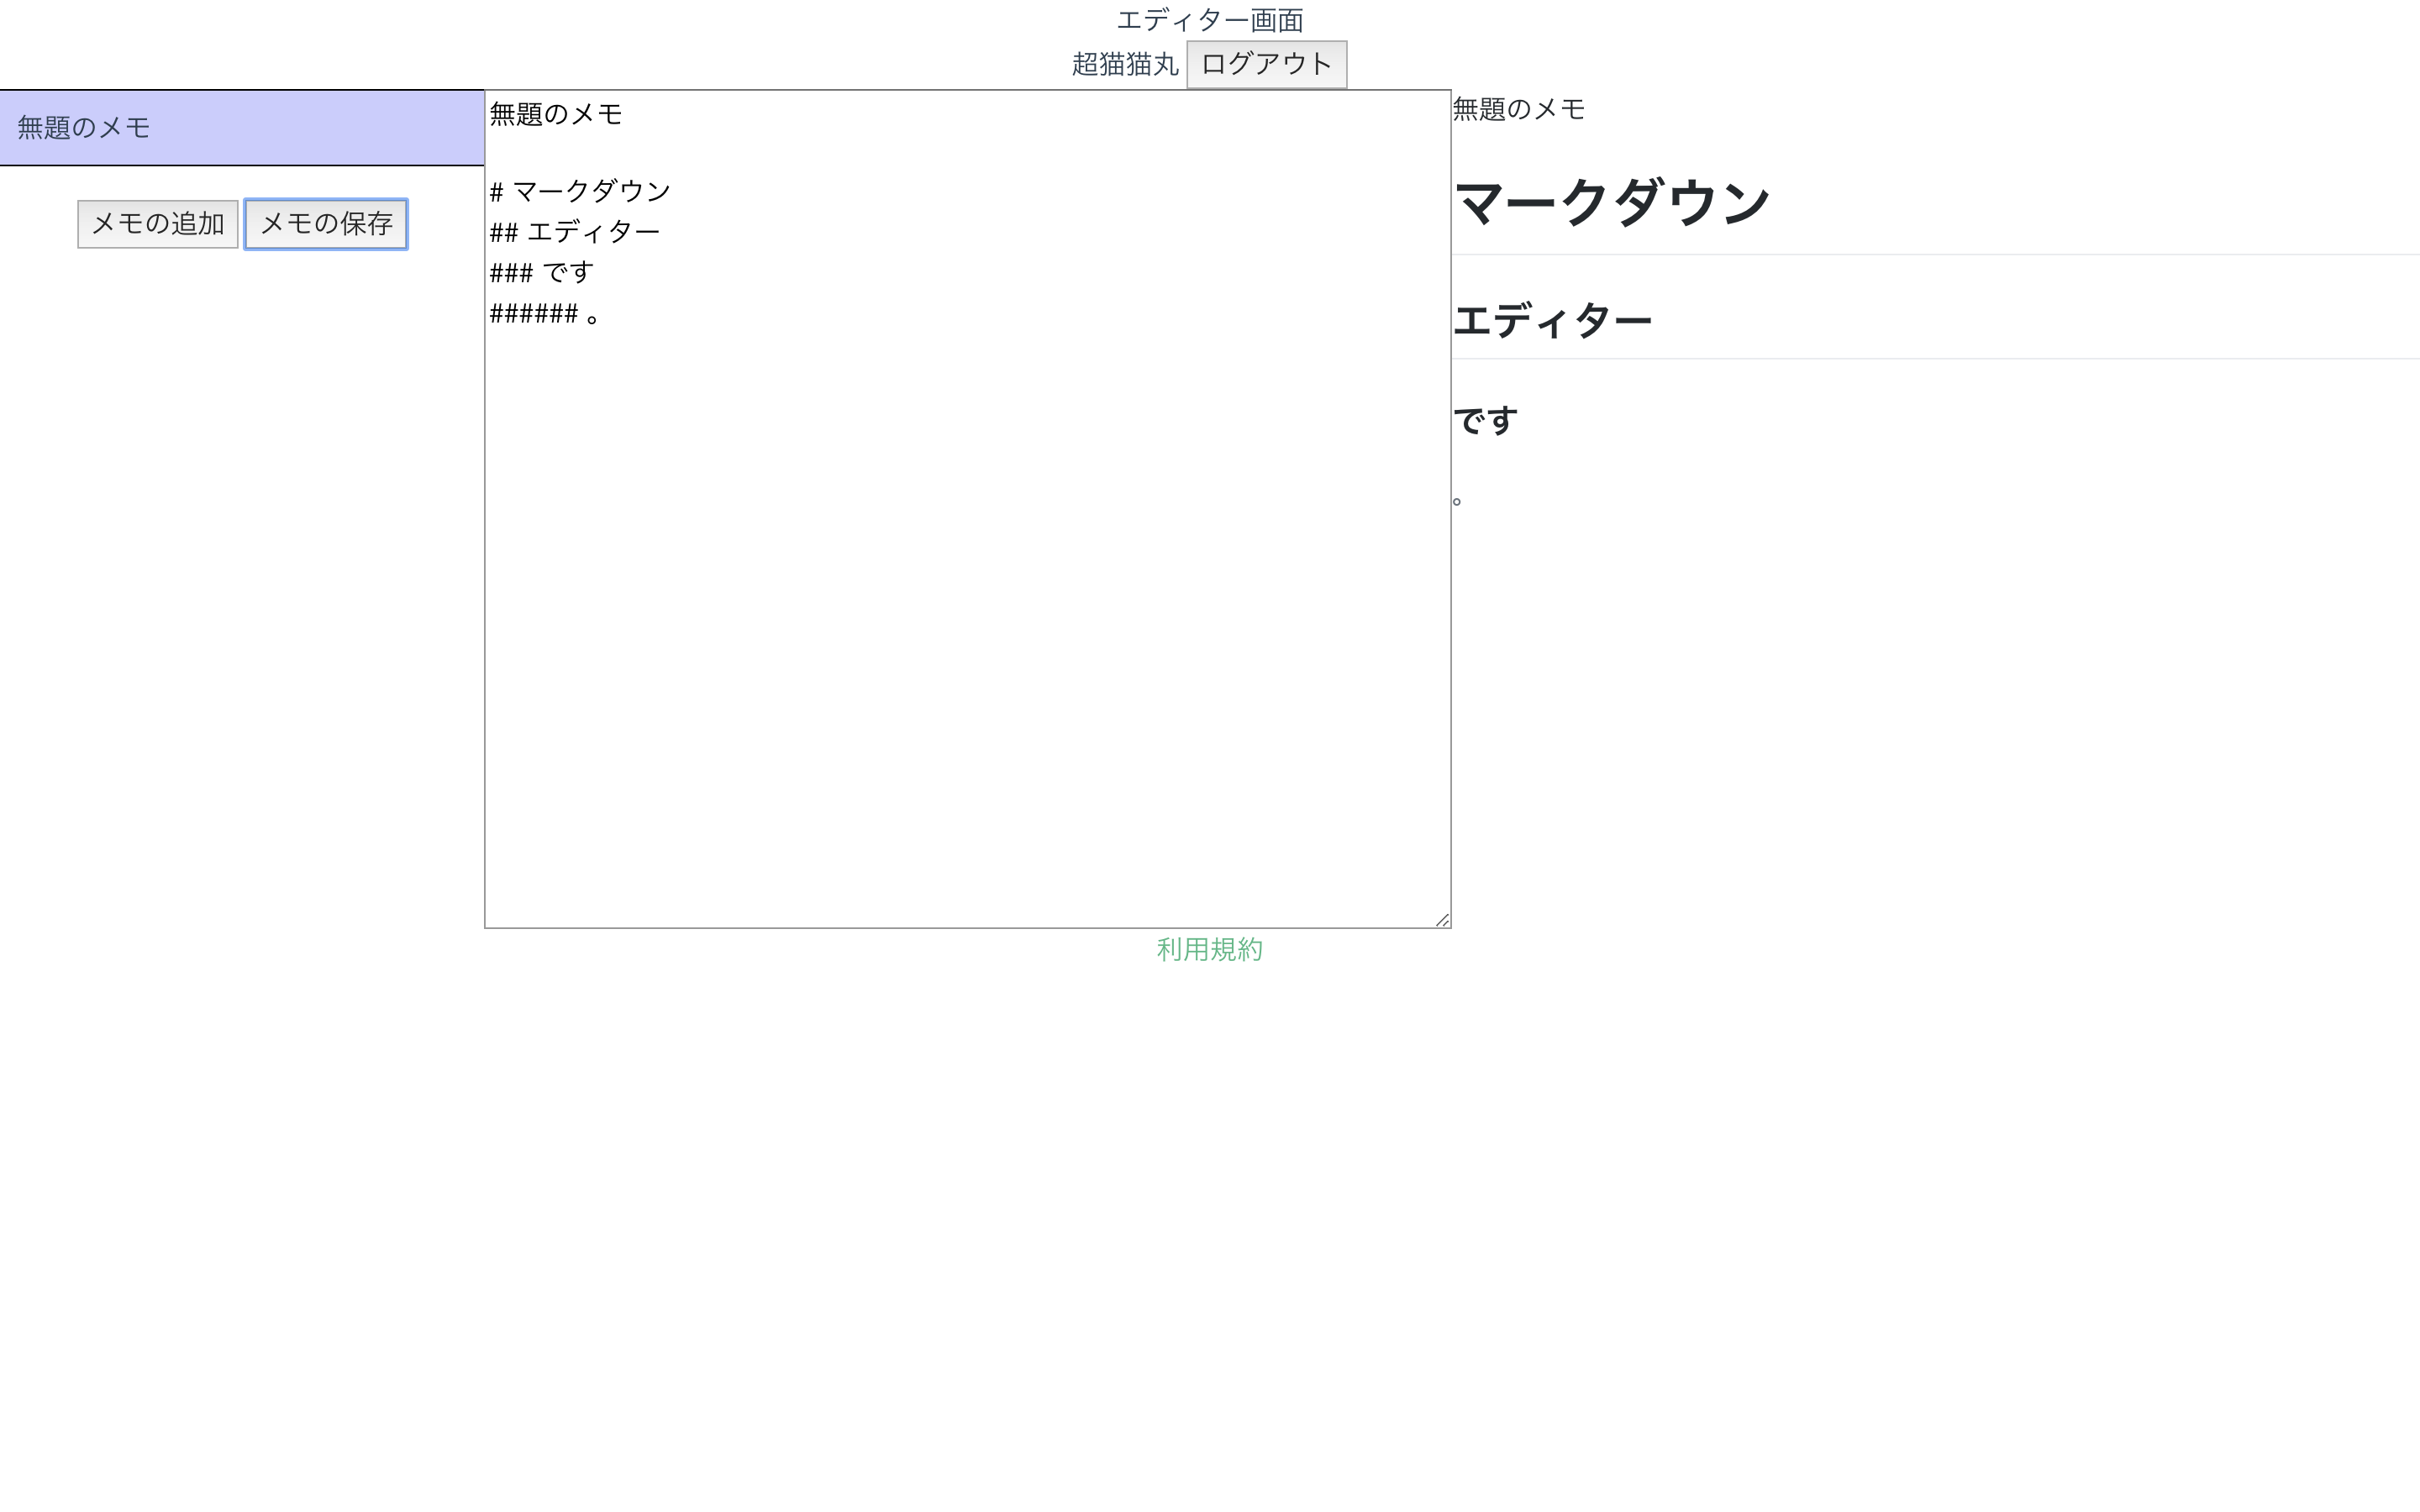 エディター画面
超猫猫丸 ログアウト
無題のメモ
メモの追加 メモの保存
無題のメモ
# マークダウン
## エディター
### です
###### 。
無題のメモ
マークダウン
エディター
です
。
利用規約